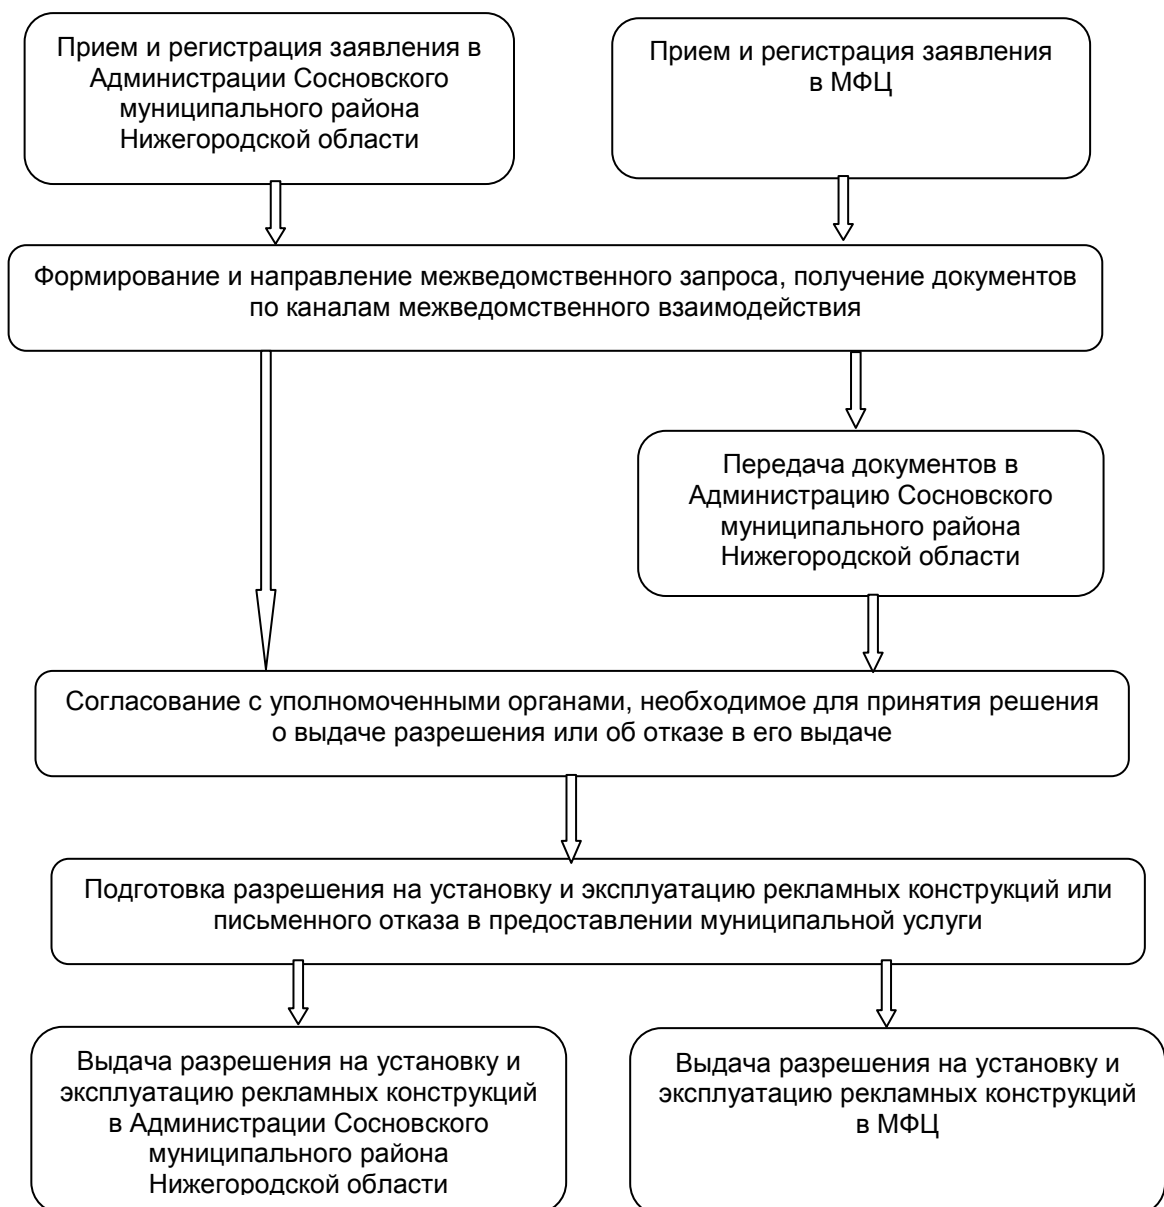 Прием и регистрация заявления в
Администрации Сосновского
муниципального района
Нижегородской области
Прием и регистрация заявления
в МФЦ
Формирование и направление межведомственного запроса, получение документов
по каналам межведомственного взаимодействия
Передача документов в
Администрацию Сосновского
муниципального района
Нижегородской области
Согласование с уполномоченными органами, необходимое для принятия решения
о выдаче разрешения или об отказе в его выдаче
Подготовка разрешения на установку и эксплуатацию рекламных конструкций или
письменного отказа в предоставлении муниципальной услуги
Выдача разрешения на установку и
эксплуатацию рекламных конструкций
в Администрации Сосновского
муниципального района
Нижегородской области
Выдача разрешения на установку и
эксплуатацию рекламных конструкций
в МФЦ